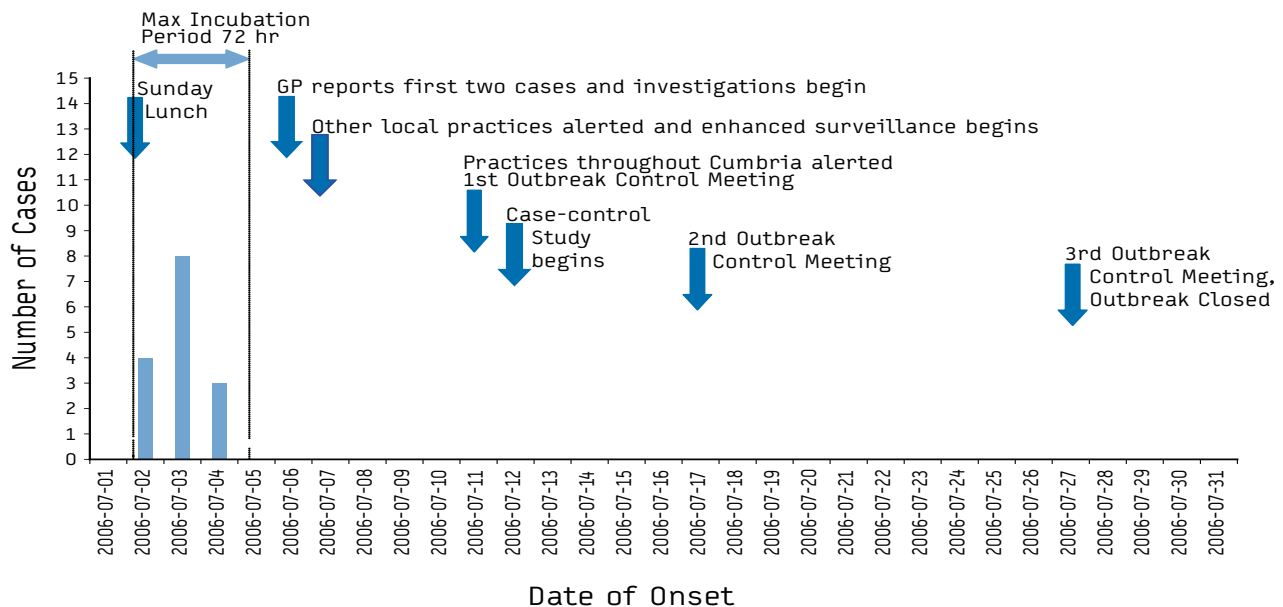 Max Incubation
Period 72 hr
15
14
13
12
11
10
9
8
7
6
5
4
3
2
1
0
Number of Cases
Sunday
Lunch
GP reports first two cases and investigations begin
Other local practices alerted and enhanced surveillance begins
Practices throughout Cumbria alerted
1st Outbreak Control Meeting
Case-control
Study
begins
2nd Outbreak
Control Meeting
3rd Outbreak
Control Meeting,
Outbreak Closed
2006-07-01
2006-07-02
2006-07-03
2006-07-04
2006-07-05
2006-07-06
2006-07-07
2006-07-08
2006-07-09
2006-07-10
2006-07-11
2006-07-12
2006-07-13
2006-07-14
2006-07-15
2006-07-16
2006-07-17
2006-07-18
2006-07-19
2006-07-20
2006-07-21
2006-07-22
2006-07-23
2006-07-24
2006-07-25
2006-07-26
2006-07-27
2006-07-28
2006-07-29
2006-07-30
2006-07-31
Date of Onset